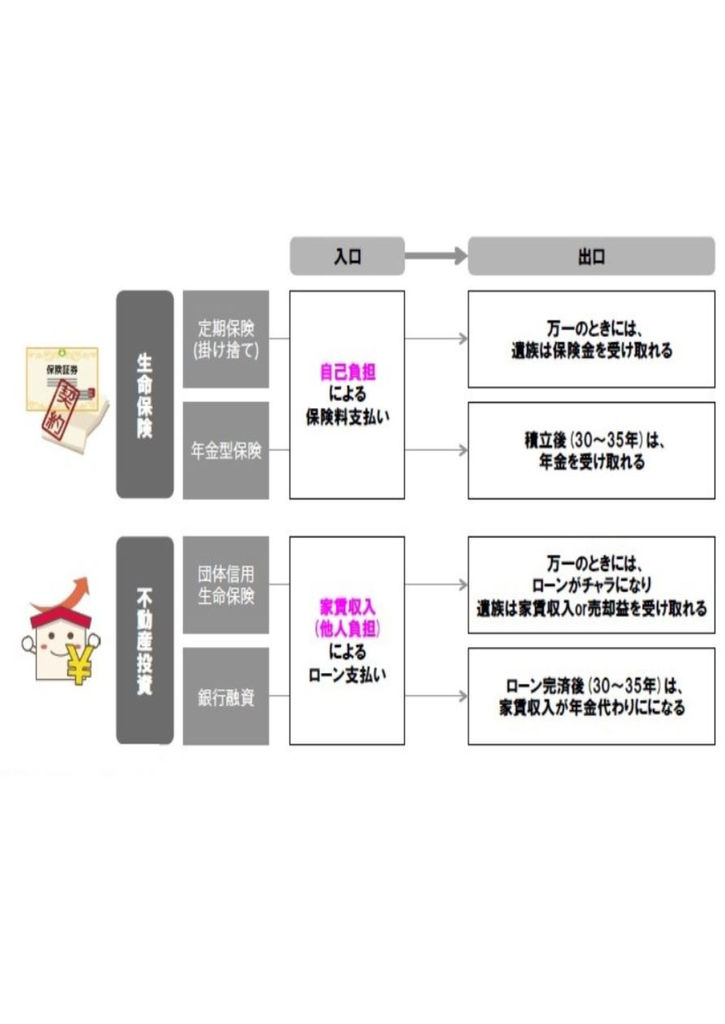 入口
出口
生命保険
保険証券
契約
定期保険
(掛け捨て)
年金型保険
自己負担
による
保険料支払い
万一のときには、
遺族は保険金を受け取れる
積立後(30～35年)は、
年金を受け取れる
不動産投資
¥
団体信用
生命保険
銀行融資
家賃収入
(他人負担)
による
ローン支払い
万一のときには、
ローンがチャラになり
遺族は家賃収入or売却益を受け取れる
ローン完済後(30～35年)は、
家賃収入が年金代わりにになる